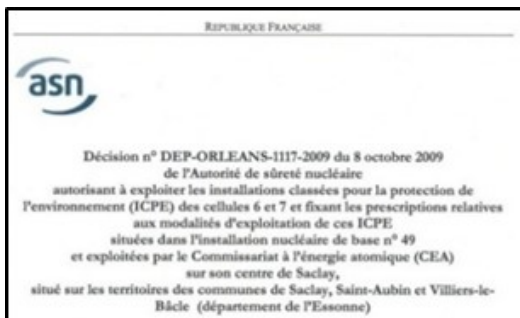 REPUBLIQUE FRANÇAISE
asn
Décision n° DEP-ORLEANS-1117-2009 du 8 octobre 2009
de l'Autorité de sûreté nucléaire
autorisant à exploiter les installations classées pour la protection de
l'environnement (ICPE) des cellules 6 et 7 et fixant les prescriptions relatives
aux modalités d'exploitation de ces ICPE
situées dans l'installation nucléaire de base n° 49
et exploitées par le Commissariat à l'énergie atomique (CEA)
sur son centre de Saclay,
situé sur les territoires des communes de Saclay, Saint-Aubin et Villiers-le-
Bâcle (département de l'Essonne)